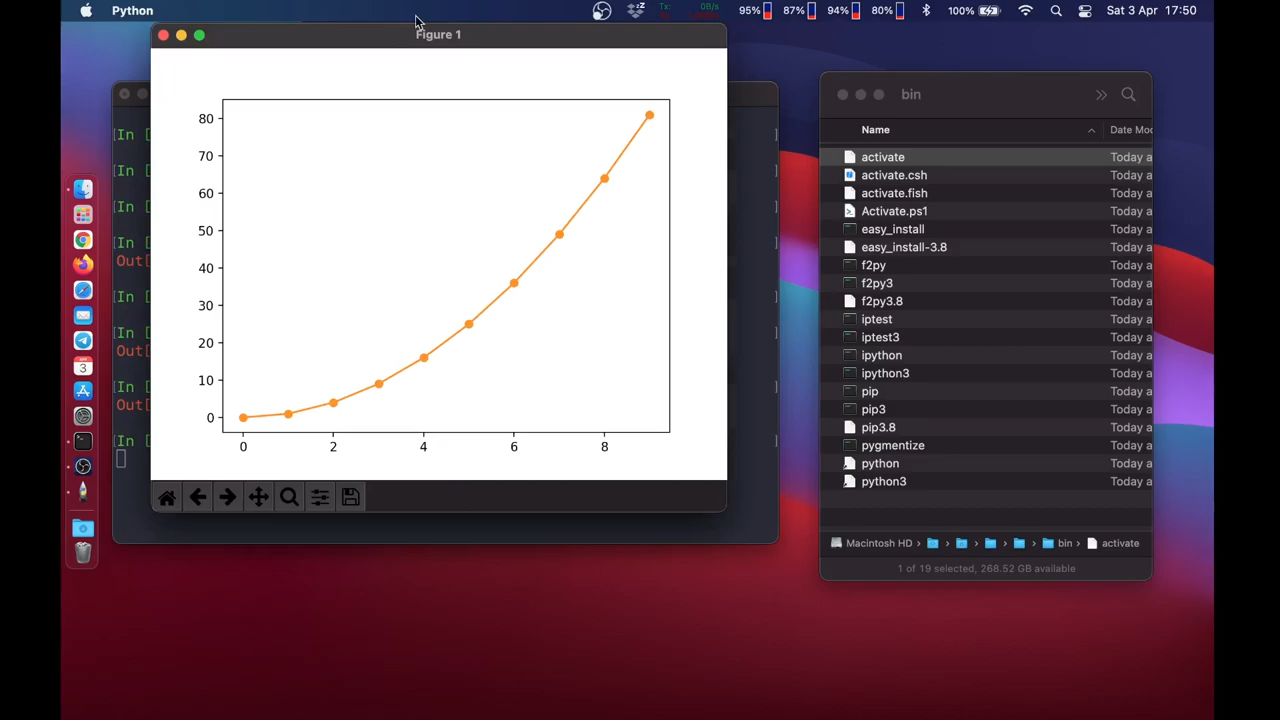 Python
Tx: 0B/s
95% 87% 94% 80% 100% Sat 3 Apr 17:50
Figure 1
80
70
60
50
40
30
20
10
0
0 2 4 6 8
[In [
[In [
[In [
[In [
Out[
[In [
[In [
Out[
[In [
Out[
[In [
APR
3
bin
Name Date Moc
activate Today a
activate.csh Today a
activate.fish Today a
Activate.ps1 Today a
easy_install Today a
easy_install-3.8 Today a
f2py Today a
f2py3 Today a
f2py3.8 Today a
iptest Today a
iptest3 Today a
ipython Today a
ipython3 Today a
pip Today a
pip3 Today a
pip3.8 Today a
pygmentize Today a
python Today a
python3 Today a
Macintosh HD › › › › › bin › activate
1 of 19 selected, 268.52 GB available